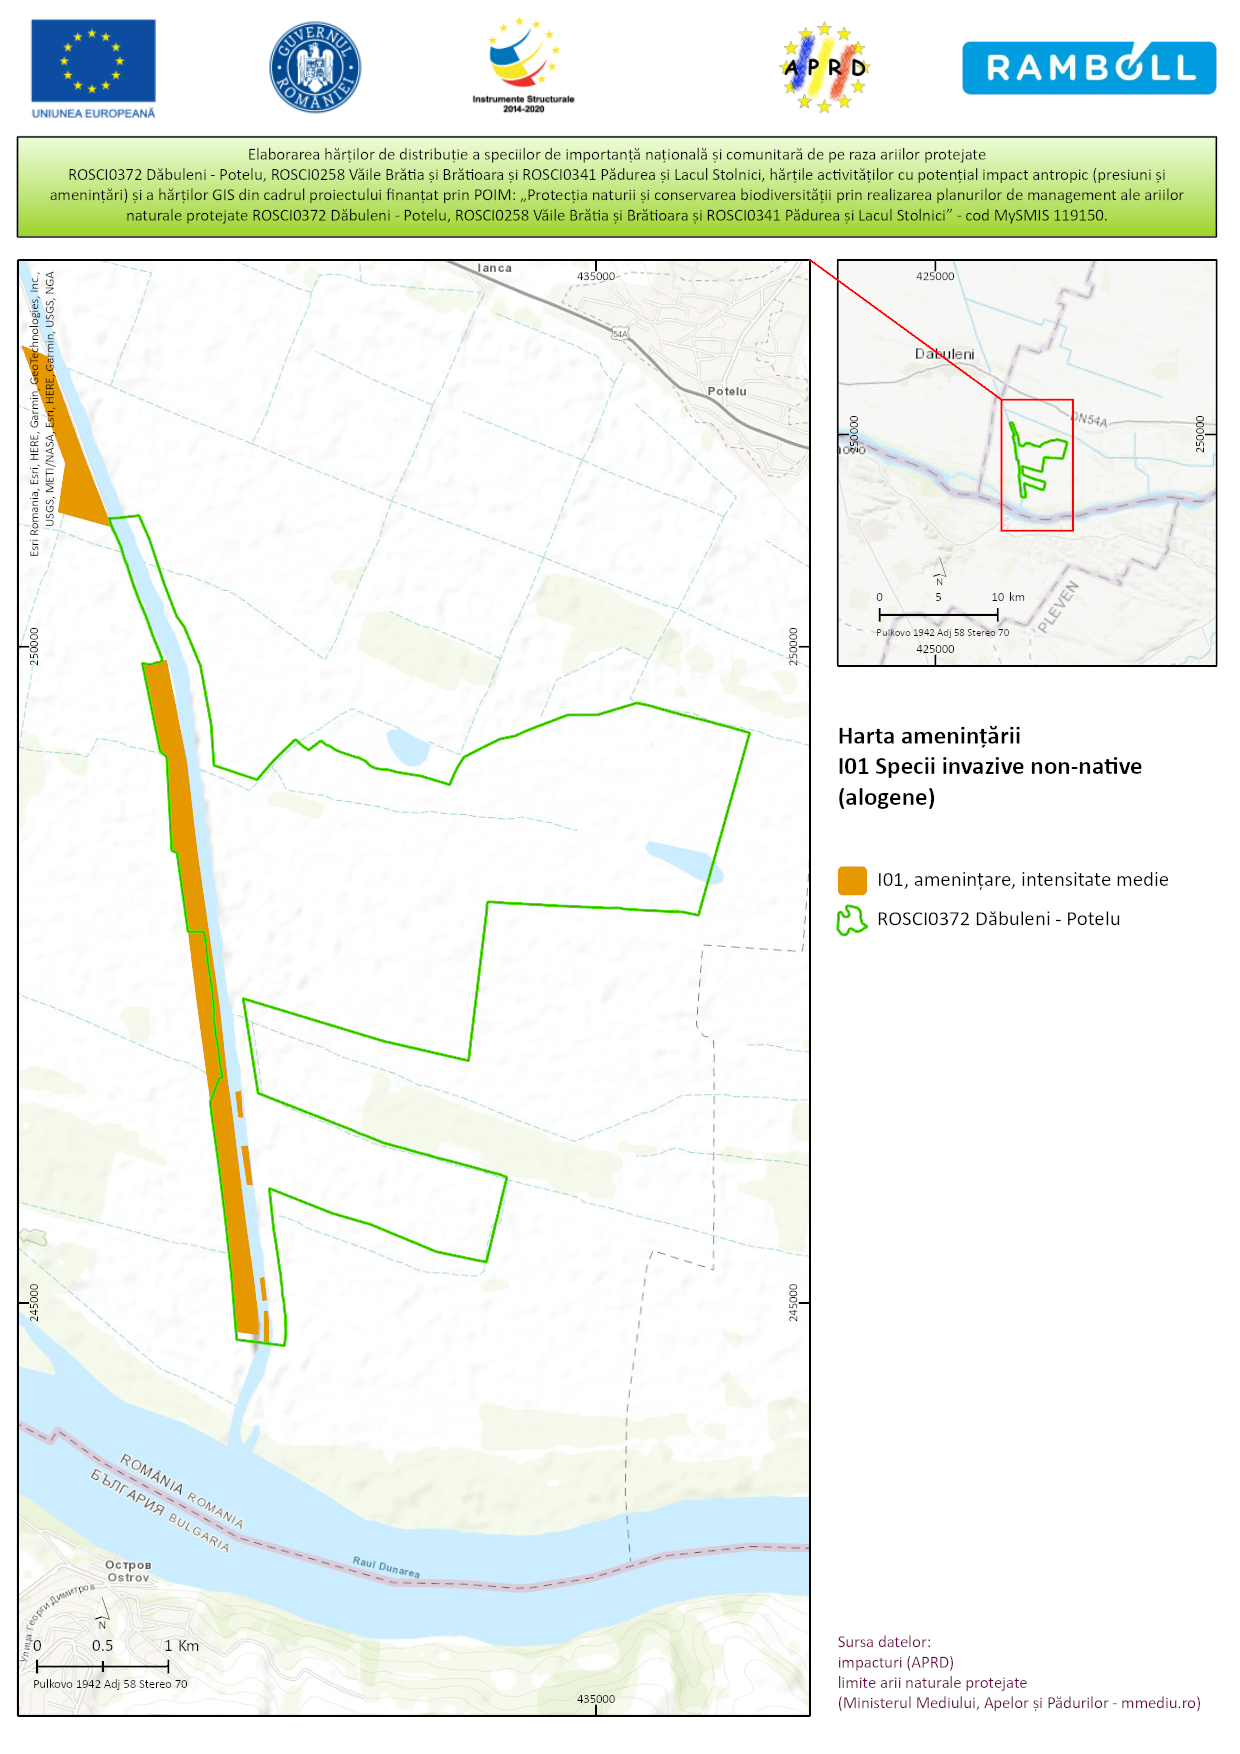 UNIUNEA EUROPEANĂ
GUVERNUL ROMÂNIEI
Instrumente Structurale
2014-2020
APRD
RAMBOLL
Elaborarea hărților de distribuție a speciilor de importanță națională și comunitară de pe raza ariilor protejate
ROSCI0372 Dăbuleni - Potelu, ROSCI0258 Văile Brătia și Brătioara și ROSCI0341 Pădurea și Lacul Stolnici, hărțile activităților cu potențial impact antropic (presiuni și
amenințări) și a hărților GIS din cadrul proiectului finanțat prin POIM: „Protecția naturii si conservarea biodiversității prin realizarea planurilor de management ale ariilor
naturale protejate ROSCI0372 Dăbuleni - Potelu, ROSCI0258 Văile Brătia și Brătioara și ROSCI0341 Pădurea și Lacul Stolnici” - cod MySMIS 119150.
Esri Romania, Esri, HERE, Garmin, GeoTechnologies, Inc.,
USGS, METI/NASA, Esri, HERE, Garmin, USGS, NGA
Ianca
435000
54A
Potelu
250000
250000
245000
245000
ROMÂNIA ROMANIA
БЪЛГАРИЯ BULGARIA
Raul Dunarea
Остров
Ostrov
Улица Георги Димитров
N
0 0.5 1 Km
Pulkovo 1942 Adj 58 Stereo 70
435000
425000
Dabuleni
DN54A
250000
250000
PLEVEN
N
0 5 10 km
Pulkovo 1942 Adj 58 Stereo 70
425000
Harta amenințării
I01 Specii invazive non-native
(alogene)
I01, amenințare, intensitate medie
ROSCI0372 Dăbuleni - Potelu
Sursa datelor:
impacturi (APRD)
limite arii naturale protejate
(Ministerul Mediului, Apelor și Pădurilor - mmediu.ro)